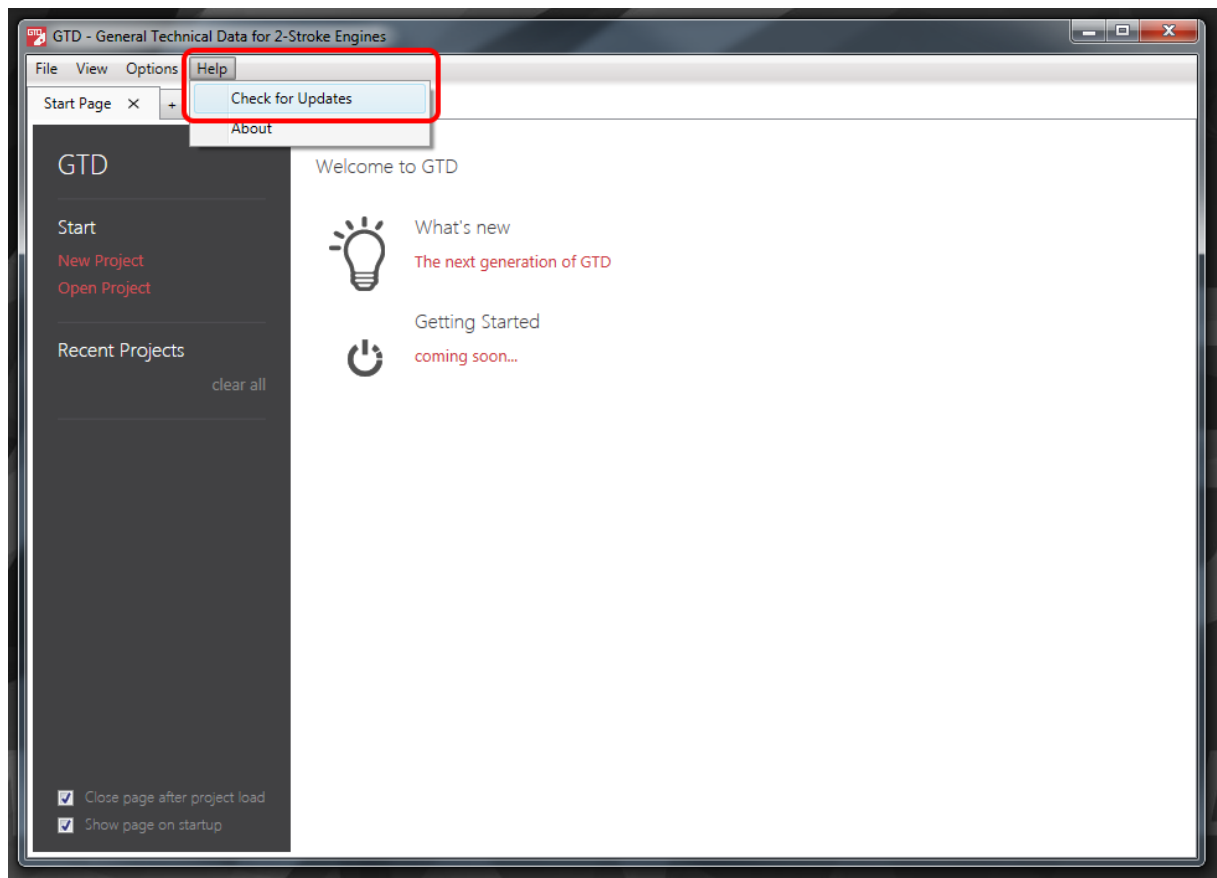 GTD
GTD - General Technical Data for 2-Stroke Engines
File View Options Help
Start Page +
Check for Updates
About
GTD
Start
New Project
Open Project
Recent Projects
clear all
Close page after project load
Show page on startup
Welcome to GTD
What's new
The next generation of GTD
Getting Started
coming soon...